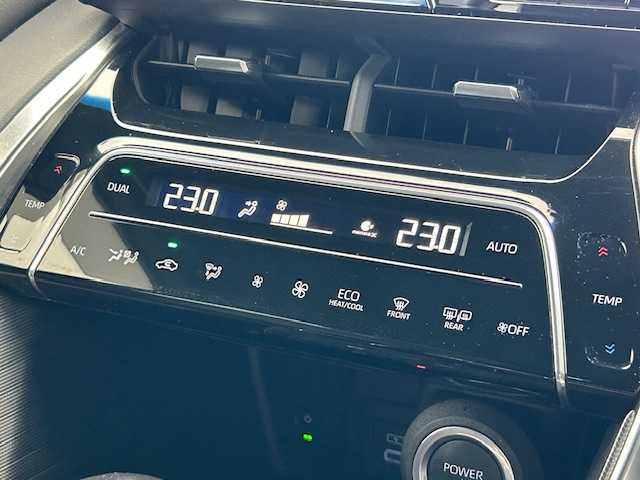 DUAL 23.0 23.0 AUTO
TEMP
A/C
ECO
HEAT/COOL
FRONT
REAR
OFF
TEMP
POWER